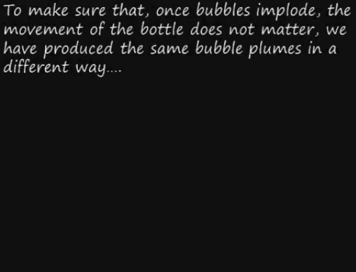 To make sure that, once bubbles implode, the
movement of the bottle does not matter, we
have produced the same bubble plumes in a
different way....